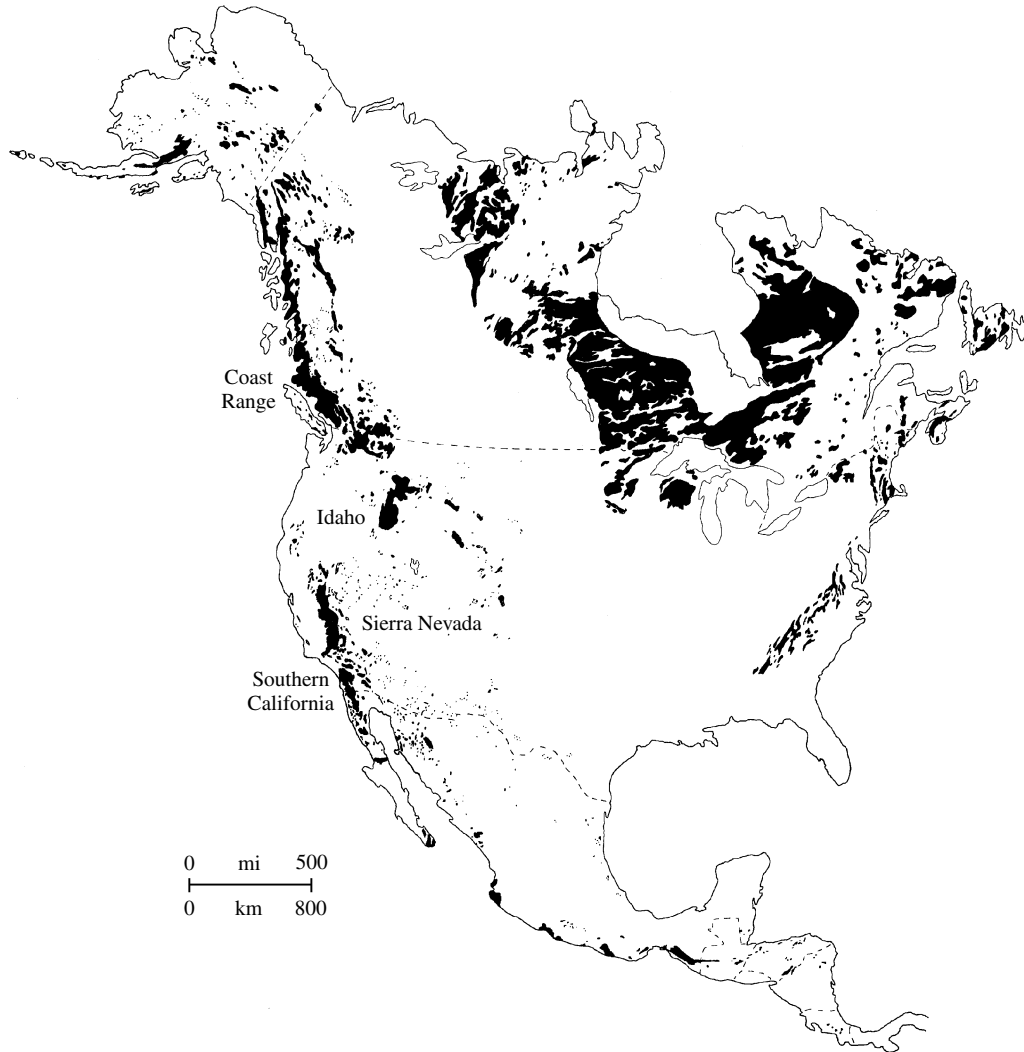 Coast
Range
Idaho
Sierra Nevada
Southern
California
0 mi 500
0 km 800